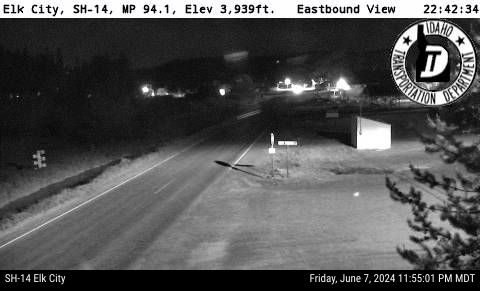 Elk City, SH-14, MP 94.1, Elev 3,939ft. Eastbound View 22:42:34
IDAHO
TRANSPORTATION DEPARTMENT
SH-14 Elk City Friday, June 7, 2024 11:55:01 PM MDT